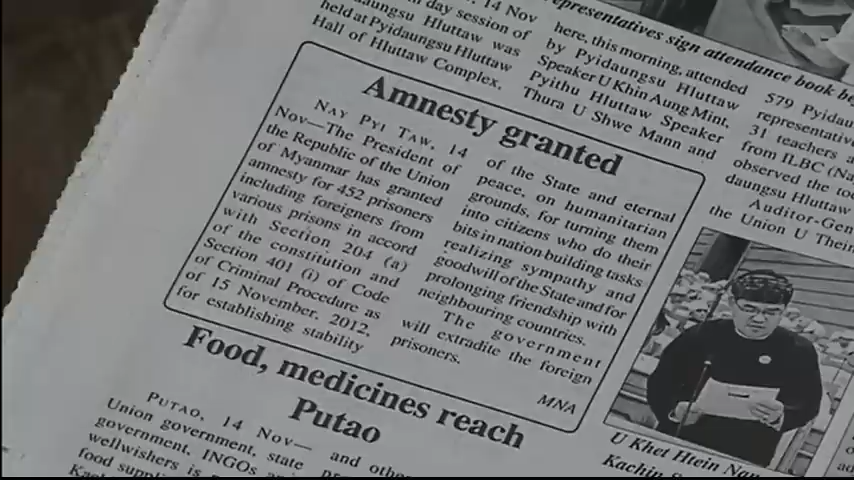 14 Nov
day session of
held at Pyidaungsu Hluttaw
Hall of Hluttaw Complex,
representatives sign attendance book
here, this morning, attended
by Pyidaungsu Hluttaw
Speaker U Khin Aung Mint,
Pyithu Hluttaw Speaker
Thura U Shwe Mann and
579
representative
31 teachers
from ILBC
observed the
daungsu Hluttaw
the Union U Thein
Amnesty granted
NAY PYI TAW, 14
Nov—The President of
the Republic of the Union
of Myanmar has granted
amnesty for 452 prisoners
including foreigners from
various prisons in accord
with Section 204 (a)
of the constitution and
Section 401 (i) of Code
of Criminal Procedure as
of 15 November, 2012,
for establishing stability
of the State and eternal
peace, on humanitarian
grounds, for turning them
into citizens who do their
bits in nation-building tasks
realizing sympathy and
goodwill of the State and for
prolonging friendship with
neighbouring countries.
The government
will extradite the foreign
prisoners.
MNA
Food, medicines reach
Putao
PUTAO, 14 Nov—
Union government, state
government, INGOs
wellwishers is
food
and other
U Khet Htein Nan
Kachin